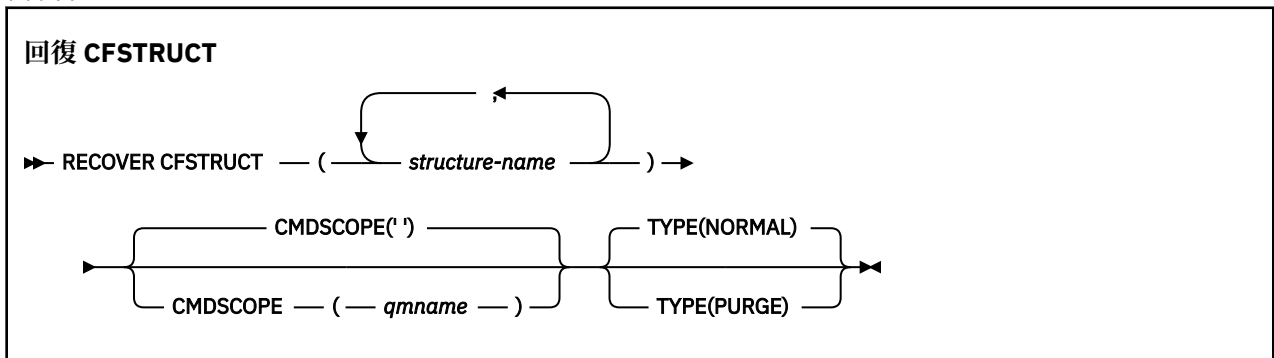 回復 CFSTRUCT
,
RECOVER CFSTRUCT ( structure-name )
CMDSCOPE(' ') TYPE(NORMAL)
CMDSCOPE ( qmname ) TYPE(PURGE)